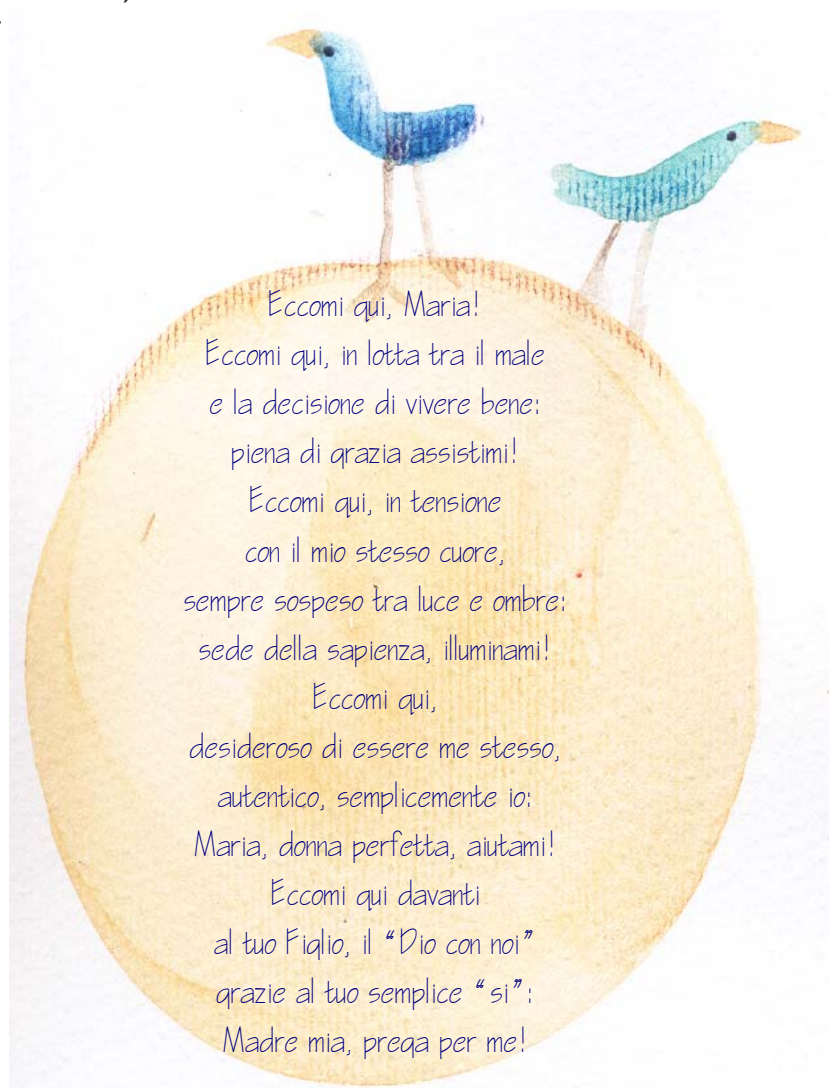 Eccomi qui, Maria!
Eccomi qui, in lotta tra il male
e la decisione di vivere bene:
piena di grazia assistimi!
Eccomi qui, in tensione
con il mio stesso cuore,
sempre sospeso tra luce e ombre:
sede della sapienza, illuminami!
Eccomi qui,
desideroso di essere me stesso,
autentico, semplicemente io:
Maria, donna perfetta, aiutami!
Eccomi qui davanti
al tuo Figlio, il “Dio con noi”
grazie al tuo semplice “si”:
Madre mia, prega per me!